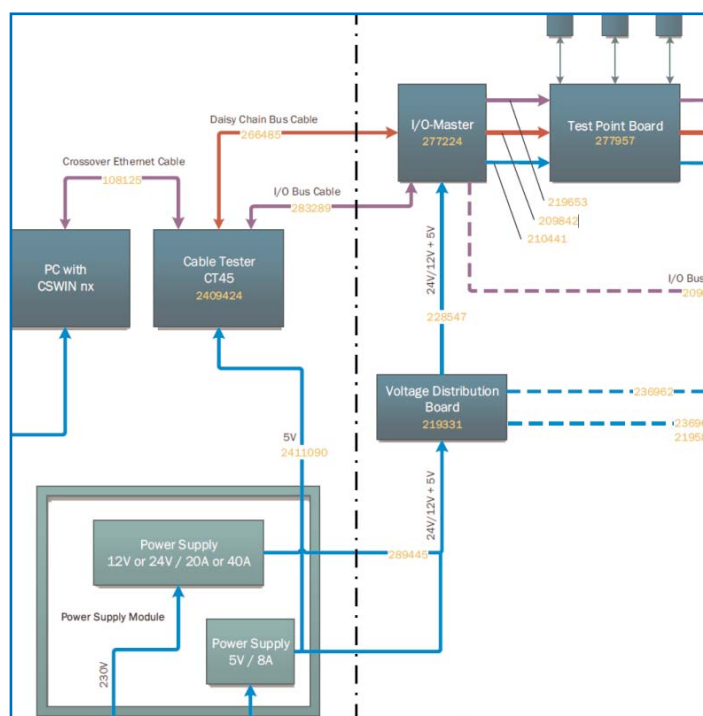 Daisy Chain Bus Cable
266485
I/O-Master
277224
Test Point Board
277957
Crossover Ethernet Cable
108125
I/O Bus Cable
283289
219653
209842
210441
PC with
CSWIN nx
Cable Tester
CT45
2409424
24V/12V + 5V
I/O Bus
209
228547
Voltage Distribution
Board
219331
236962
23696
21958
5V
2411090
24V/12V + 5V
Power Supply
12V or 24V / 20A or 40A
289445
Power Supply Module
Power Supply
5V / 8A
230V